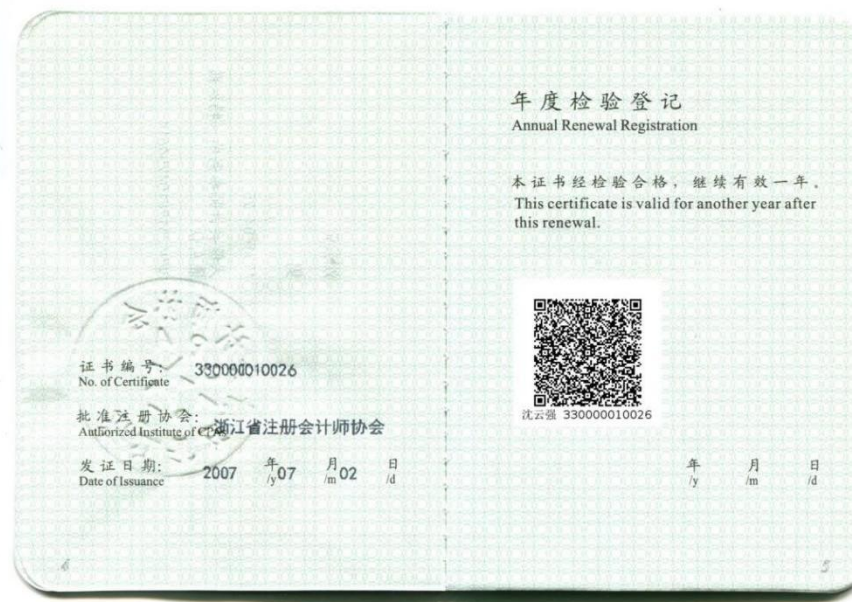 证书编号: 330000010026
No. of Certificate
批准注册协会: 浙江省注册会计师协会
Authorized Institute of CPAs
发证日期: 2007 年 07 月 02 日
Date of Issuance /y /m /d
4
年度检验登记
Annual Renewal Registration
本证书经检验合格，继续有效一年。
This certificate is valid for another year after
this renewal.
沈云强 330000010026
年 月 日
/y /m /d
5